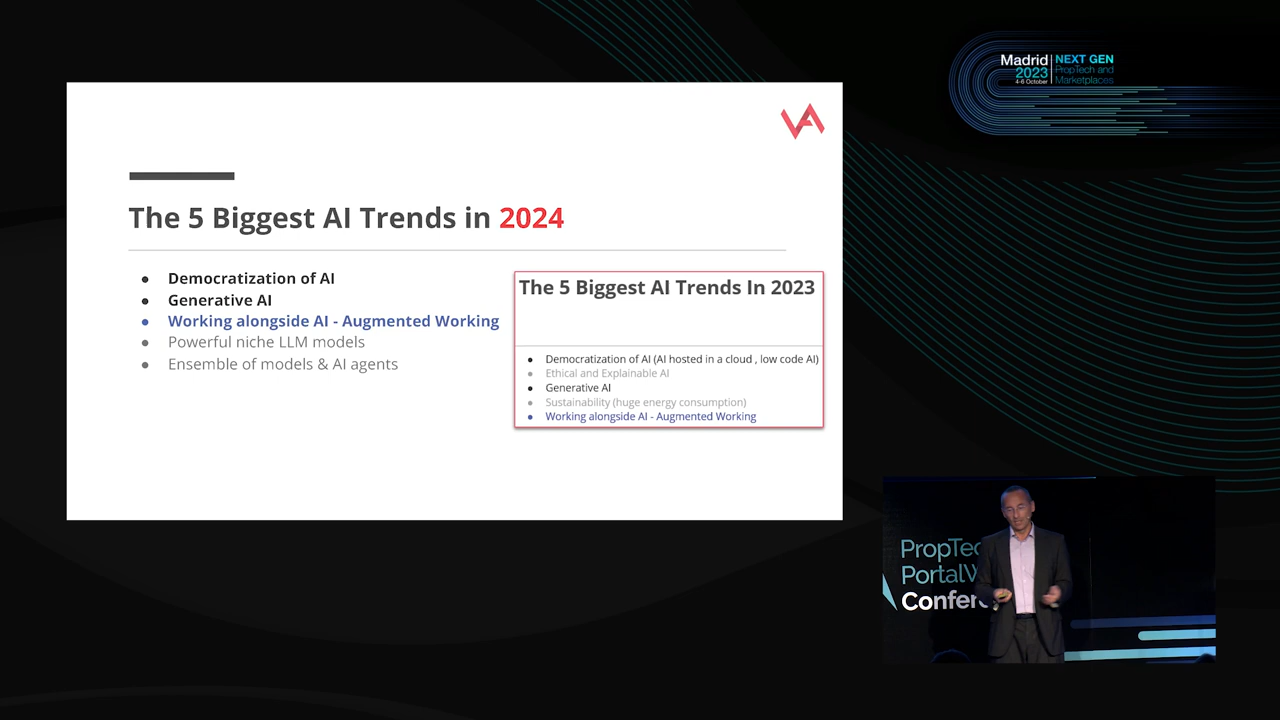 Madrid
2023
4-6 October
NEXT GEN
PropTech and
Marketplaces
The 5 Biggest AI Trends in 2024
● Democratization of AI
● Generative AI
● Working alongside AI - Augmented Working
● Powerful niche LLM models
● Ensemble of models & AI agents
The 5 Biggest AI Trends In 2023
● Democratization of AI (AI hosted in a cloud , low code AI)
● Ethical and Explainable AI
● Generative AI
● Sustainability (huge energy consumption)
● Working alongside AI - Augmented Working
PropTec
PortalW
Confere